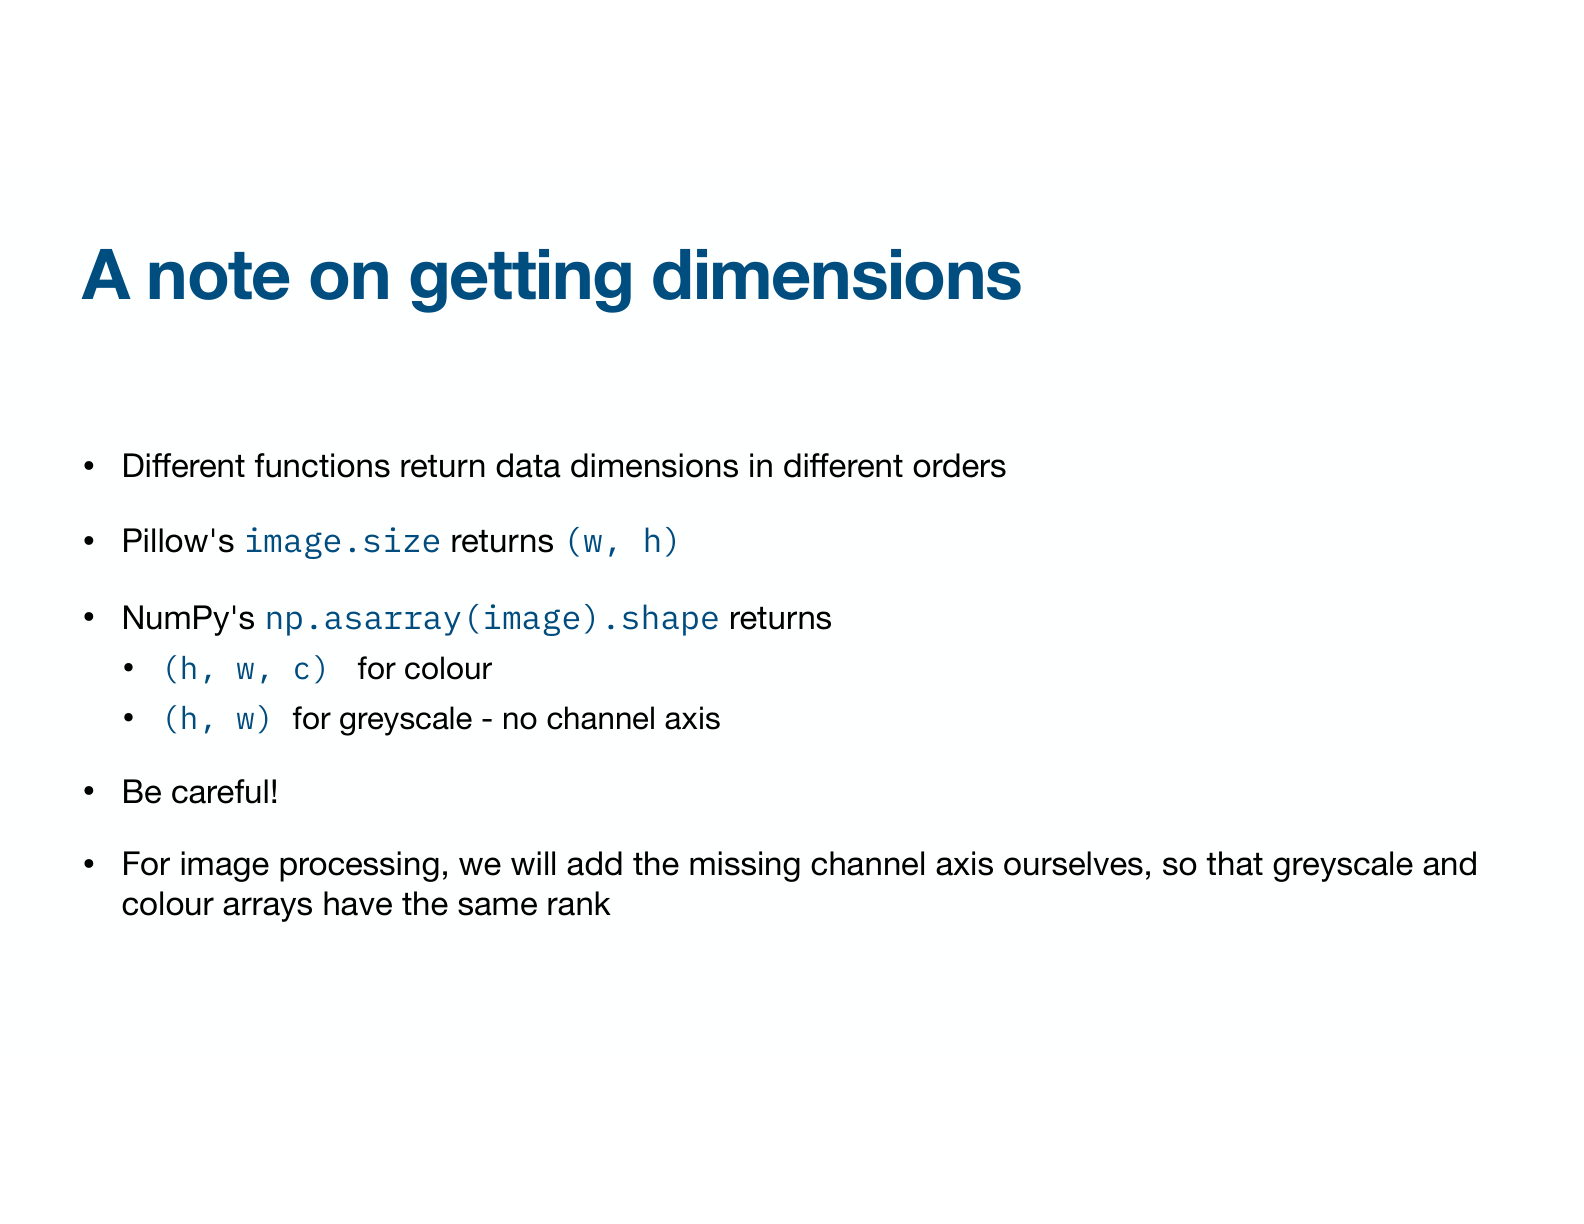 A note on getting dimensions
• Different functions return data dimensions in different orders
• Pillow's image.size returns (w, h)
• NumPy's np.asarray(image).shape returns
• (h, w, c) for colour
• (h, w) for greyscale - no channel axis
• Be careful!
• For image processing, we will add the missing channel axis ourselves, so that greyscale and
colour arrays have the same rank